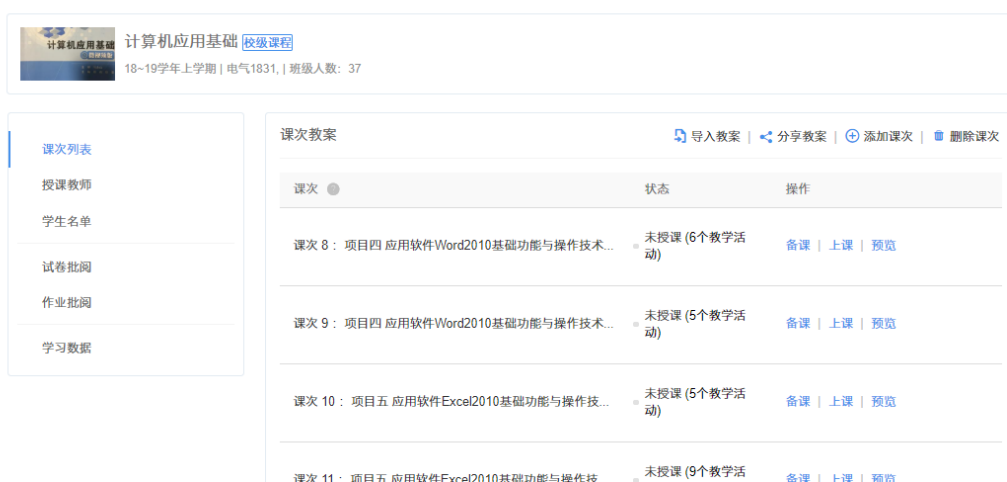 计算机应用基础
计算机应用基础 校级课程
18~19学年上学期 | 电气1831, | 班级人数: 37
课次列表
授课教师
学生名单
试卷批阅
作业批阅
学习数据
课次教案
导入教案 | 分享教案 | 添加课次 | 删除课次
课次 状态 操作
课次 8 : 项目四 应用软件Word2010基础功能与操作技术... 未授课 (6个教学活动) 备课 | 上课 | 预览
课次 9 : 项目四 应用软件Word2010基础功能与操作技术... 未授课 (5个教学活动) 备课 | 上课 | 预览
课次 10 : 项目五 应用软件Excel2010基础功能与操作技... 未授课 (5个教学活动) 备课 | 上课 | 预览
课次 11 : 项目五 应用软件Excel2010基础功能与操作技 未授课 (9个教学活 备课 | 上课 | 预览